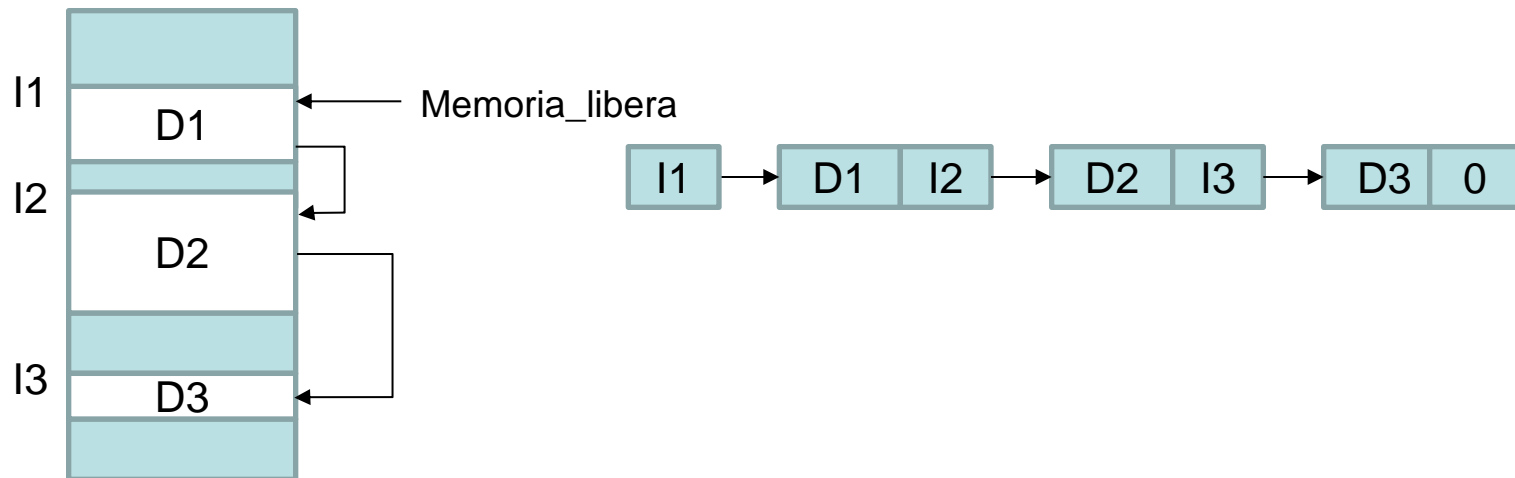 I1
D1
Memoria_libera
I2
D2
I3
D3
I1 D1 I2 D2 I3 D3 0